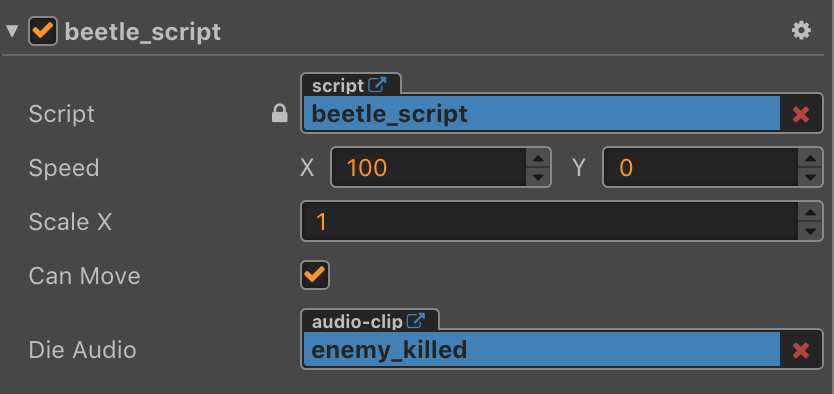 beetle_script
script
Script beetle_script
Speed X 100 Y 0
Scale X 1
Can Move
audio-clip
Die Audio enemy_killed